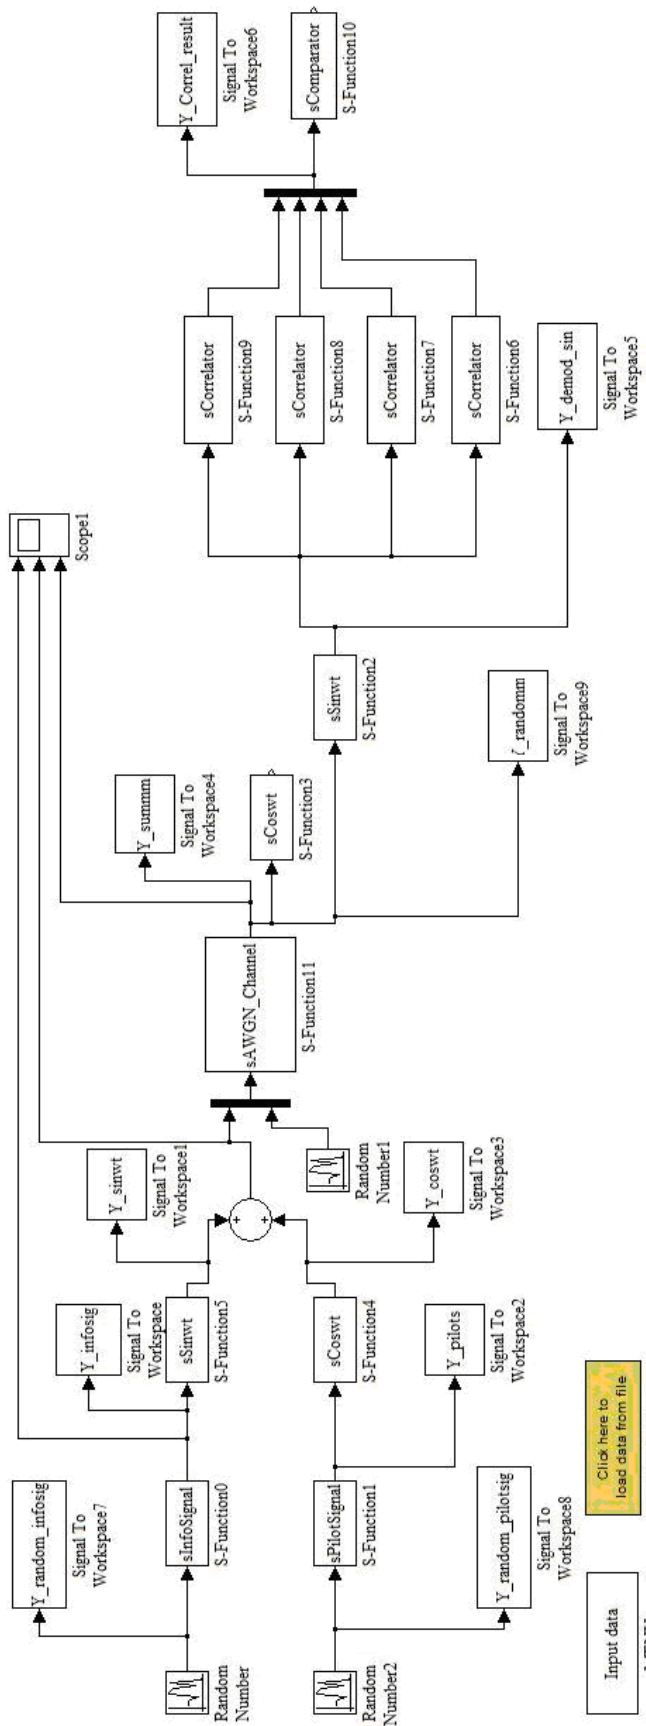 Random
Number
Y_random_infosig
Signal To
Workspace7
sInfoSignal
S-Function0
Y_infosig
Signal To
Workspace
sSinwt
S-Function5
Y_sinwt
Signal To
Workspace1
Random
Number2
Y_random_pilotsig
Signal To
Workspace8
sPilotSignal
S-Function1
Y_pilots
Signal To
Workspace2
sCoswt
S-Function4
Y_coswt
Signal To
Workspace3
+
+
Random
Number1
sAWGN_Channel
S-Function11
Y_summm
Signal To
Workspace4
sCoswt
S-Function3
sSinwt
S-Function2
_randomm
Signal To
Workspace9
Scope1
sCorrelator
S-Function9
sCorrelator
S-Function8
sCorrelator
S-Function7
sCorrelator
S-Function6
Y_demod_sin
Signal To
Workspace5
Y_Correl_result
Signal To
Workspace6
sComparator
S-Function10
Input data
Click here to
load data from file